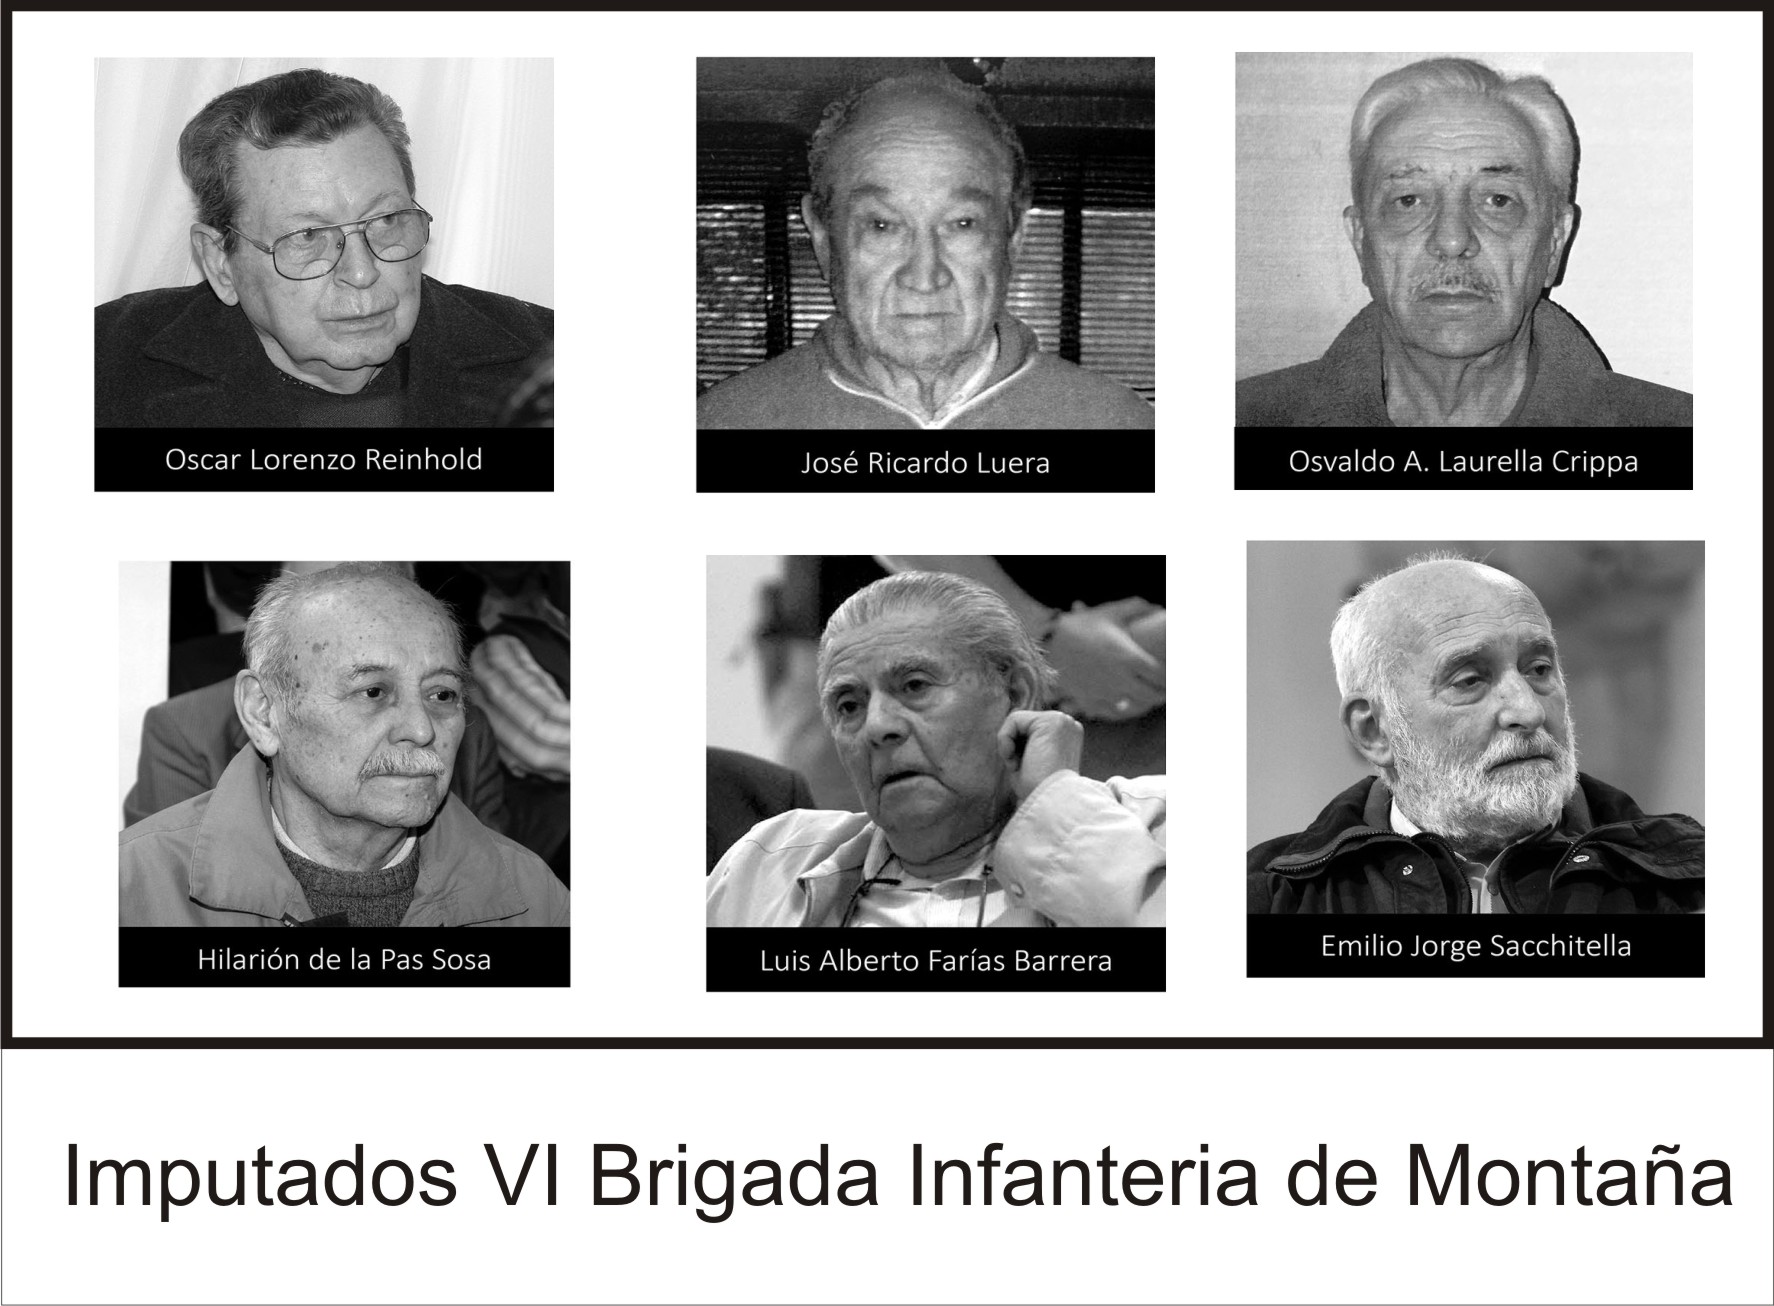 Oscar Lorenzo Reinhold
José Ricardo Luera
Osvaldo A. Laurella Crippa
Hilarión de la Pas Sosa
Luis Alberto Farías Barrera
Emilio Jorge Sacchitella
Imputados VI Brigada Infanteria de Montaña